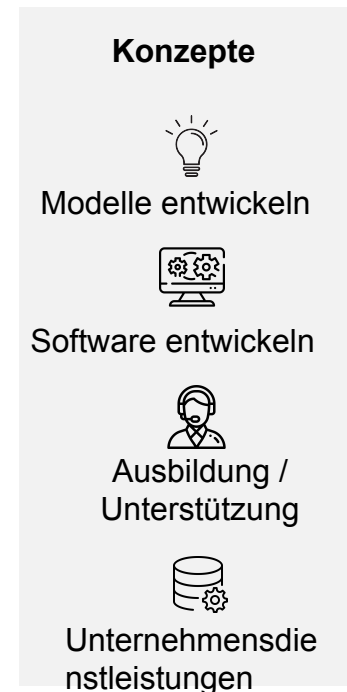 Konzepte
Modelle entwickeln
Software entwickeln
Ausbildung /
Unterstützung
Unternehmensdie
nstleistungen